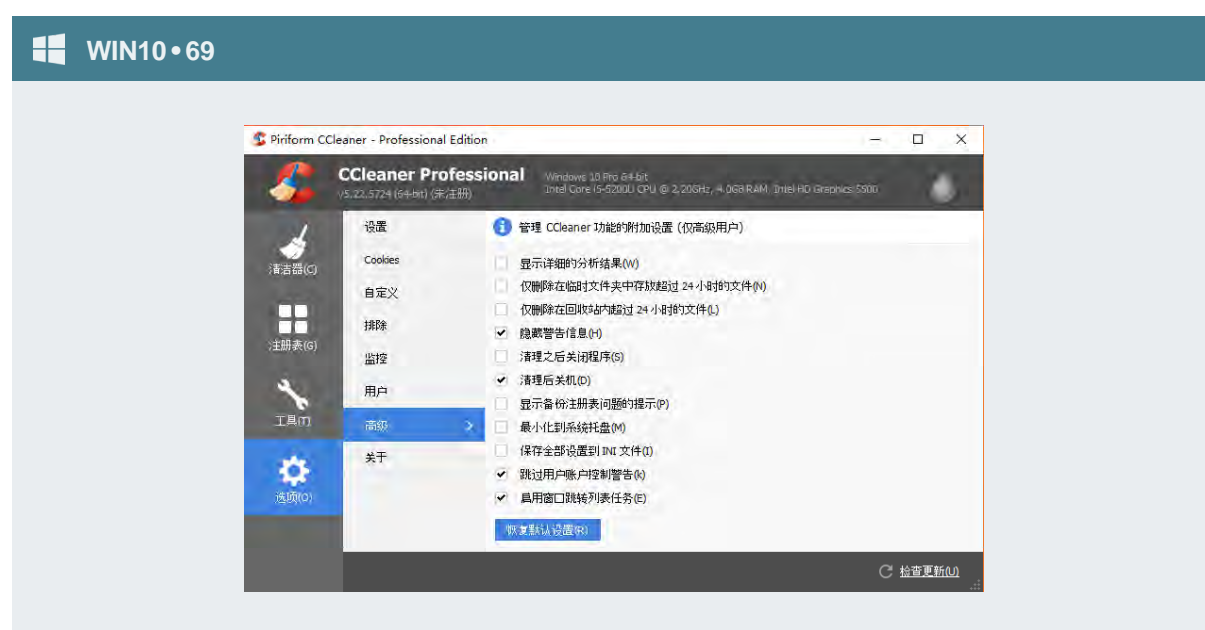 WIN10•69
Piriform CCleaner - Professional Edition
CCleaner Professional
v5.22.5724 (64-bit) (未注册)
Windows 10 Pro 64-bit
Intel Core i5-5200U CPU @ 2.20GHz, 4.0GB RAM, Intel HD Graphics 5500
清洁器(C)
注册表(G)
工具(T)
选项(O)
设置
Cookies
自定义
排除
监控
用户
高级
关于
管理 CCleaner 功能的附加设置 (仅高级用户)
显示详细的分析结果(W)
仅删除在临时文件夹中存放超过 24 小时的文件(N)
仅删除在回收站内超过 24 小时的文件(L)
隐藏警告信息(H)
清理之后关闭程序(S)
清理后关机(D)
显示备份注册表问题的提示(P)
最小化到系统托盘(M)
保存全部设置到 INI 文件(I)
跳过用户账户控制警告(k)
启用窗口跳转列表任务(E)
恢复默认设置(R)
检查更新(U)